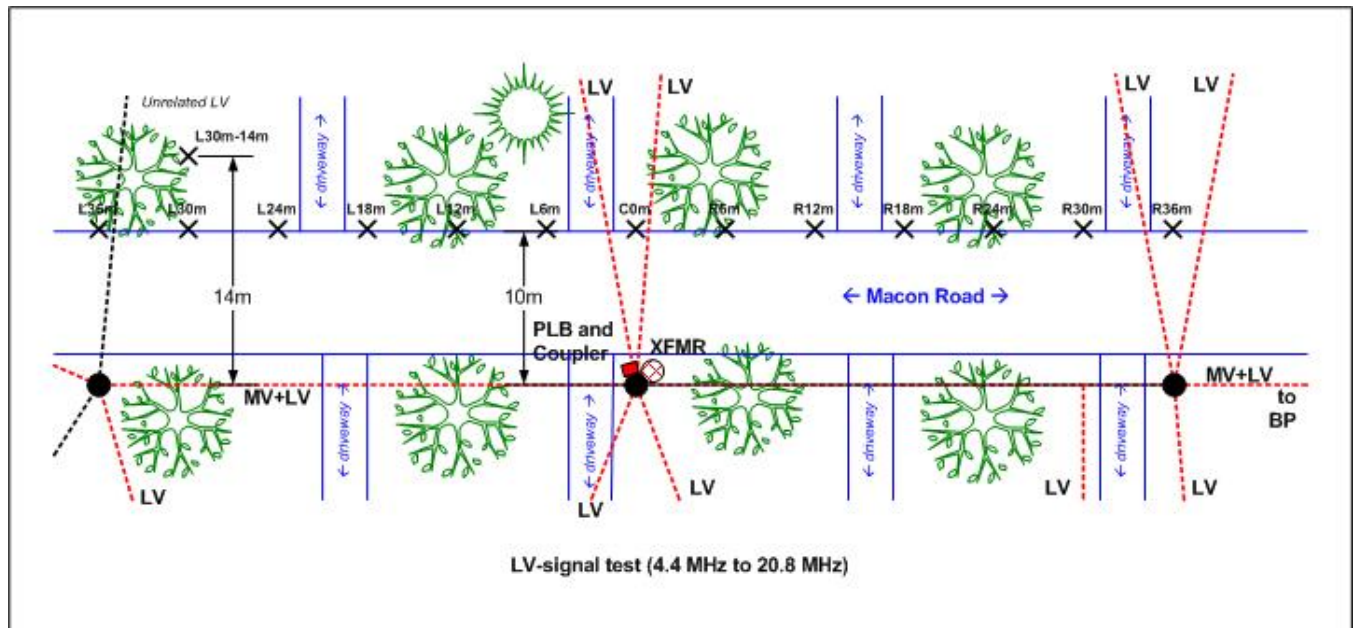 LV
LV
LV
LV
Unrelated LV
L30m-14m
← driveway →
← driveway →
← driveway →
← driveway →
L36m
L30m
L24m
L18m
L12m
L6m
C0m
R6m
R12m
R18m
R24m
R30m
R36m
14m
10m
← Macon Road →
PLB and
Coupler
XFMR
MV+LV
MV+LV
to
BP
← driveway →
← driveway →
← driveway →
← driveway →
LV
LV
LV
LV
LV
LV-signal test (4.4 MHz to 20.8 MHz)